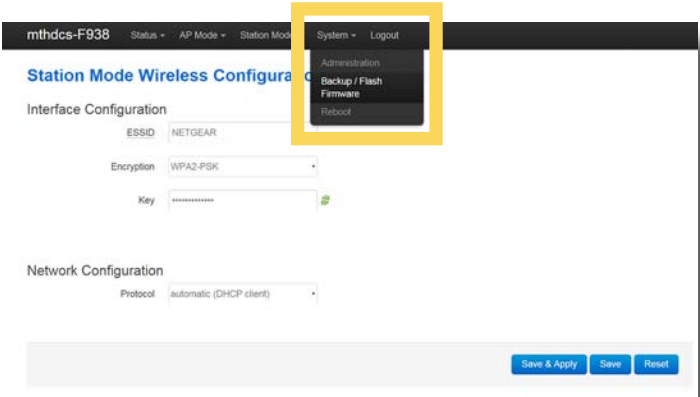 mthdcs-F938 Status AP Mode Station Mode System Logout
Administration
Backup / Flash
Firmware
Reboot
Station Mode Wireless Configura
Interface Configuration
ESSID NETGEAR
Encryption WPA2-PSK
Key •••••••••••••
Network Configuration
Protocol automatic (DHCP client)
Save & Apply Save Reset